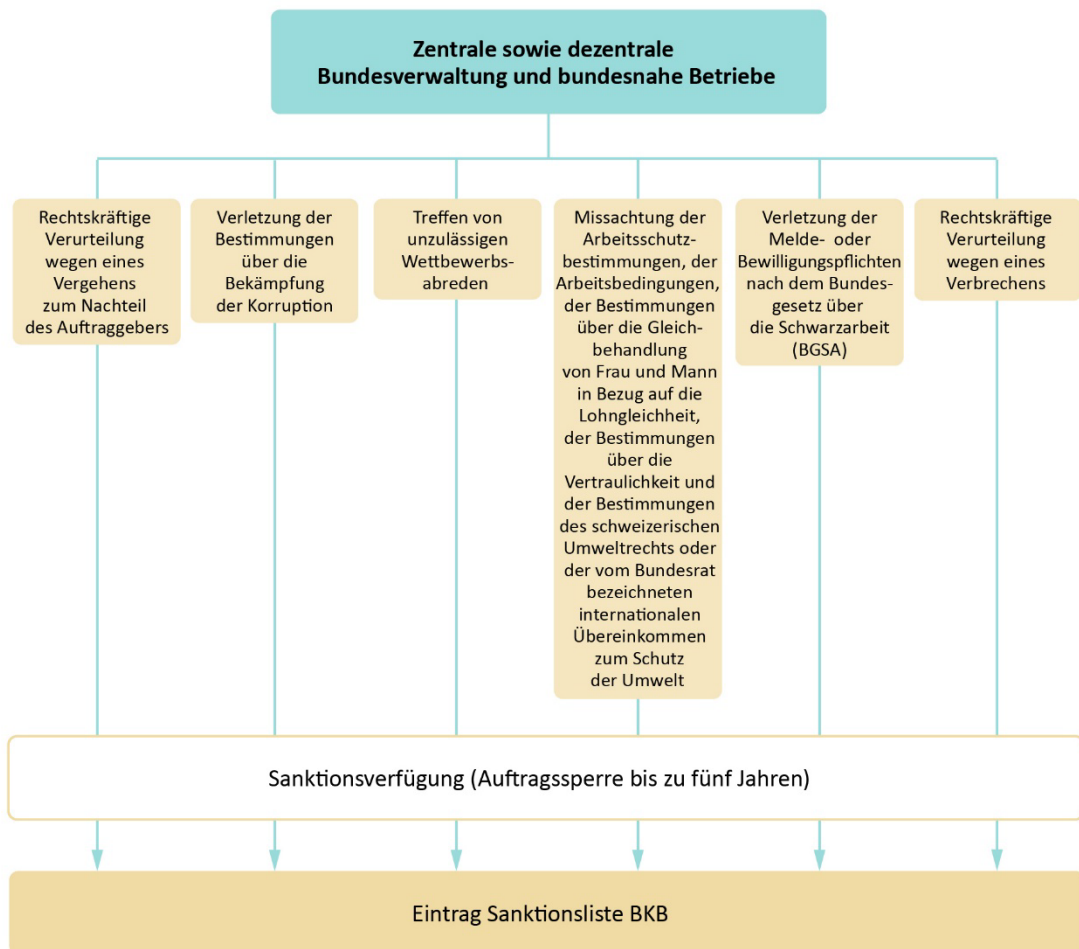 Zentrale sowie dezentrale
Bundesverwaltung und bundesnahe Betriebe
Rechtskräftige
Verurteilung
wegen eines
Vergehens
zum Nachteil
des Auftraggebers
Verletzung der
Bestimmungen
über die
Bekämpfung
der Korruption
Treffen von
unzulässigen
Wettbewerbs-
abreden
Missachtung der
Arbeitsschutz-
bestimmungen, der
Arbeitsbedingungen,
der Bestimmungen
über die Gleich-
behandlung
von Frau und Mann
in Bezug auf die
Lohngleichheit,
der Bestimmungen
über die
Vertraulichkeit und
der Bestimmungen
des schweizerischen
Umweltrechts oder
der vom Bundesrat
bezeichneten
internationalen
Übereinkommen
zum Schutz
der Umwelt
Verletzung der
Melde- oder
Bewilligungspflichten
nach dem Bundes-
gesetz über
die Schwarzarbeit
(BGSA)
Rechtskräftige
Verurteilung
wegen eines
Verbrechens
Sanktionsverfügung (Auftragssperre bis zu fünf Jahren)
Eintrag Sanktionsliste BKB